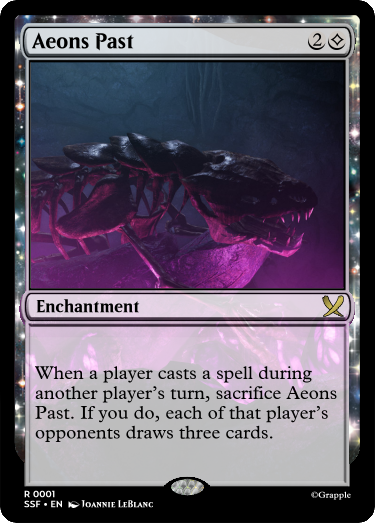 Aeons Past 2
Enchantment
When a player casts a spell during
another player's turn, sacrifice Aeons
Past. If you do, each of that player's
opponents draws three cards.
R 0001
SSF • EN Joannie LeBlanc
©Grapple